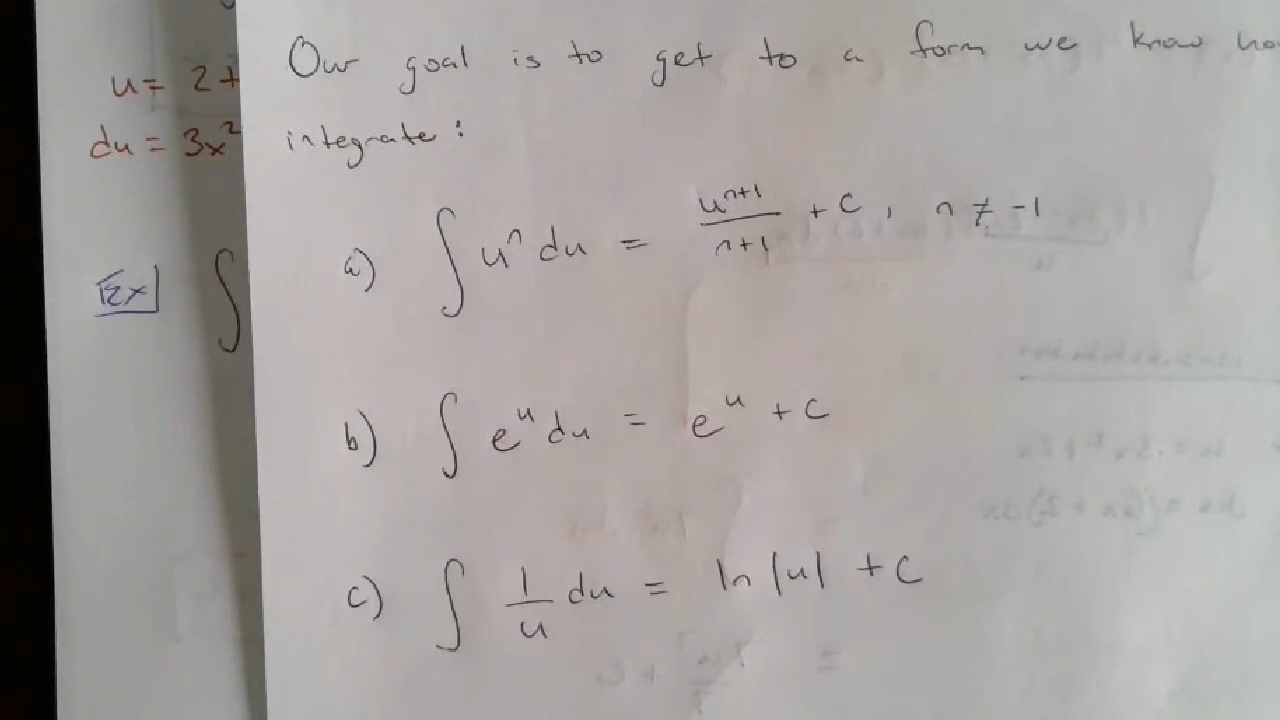 Our goal is to get to a form we know
integrate:
a) ∫ uⁿ du = uⁿ⁺¹/n+1 + C, n ≠ -1
b) ∫ eᵘ du = eᵘ + C
c) ∫ 1/u du = ln |u| + C
u = 2 +
du = 3x²
Ex ∫